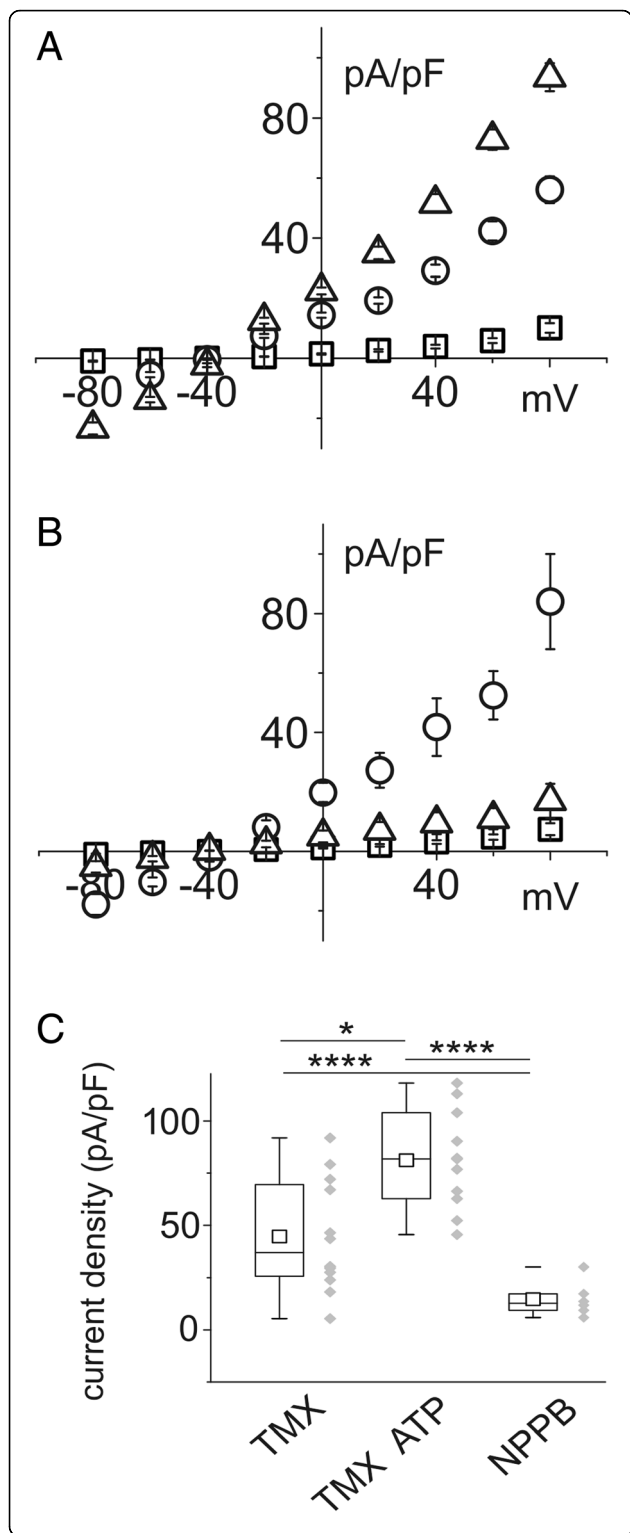 A
pA/pF
80
40
-80 -40 40 mV
B
pA/pF
80
40
-80 -40 40 mV
C
* 
****
****
current density (pA/pF)
100
50
0
TMX
TMX ATP
NPPB